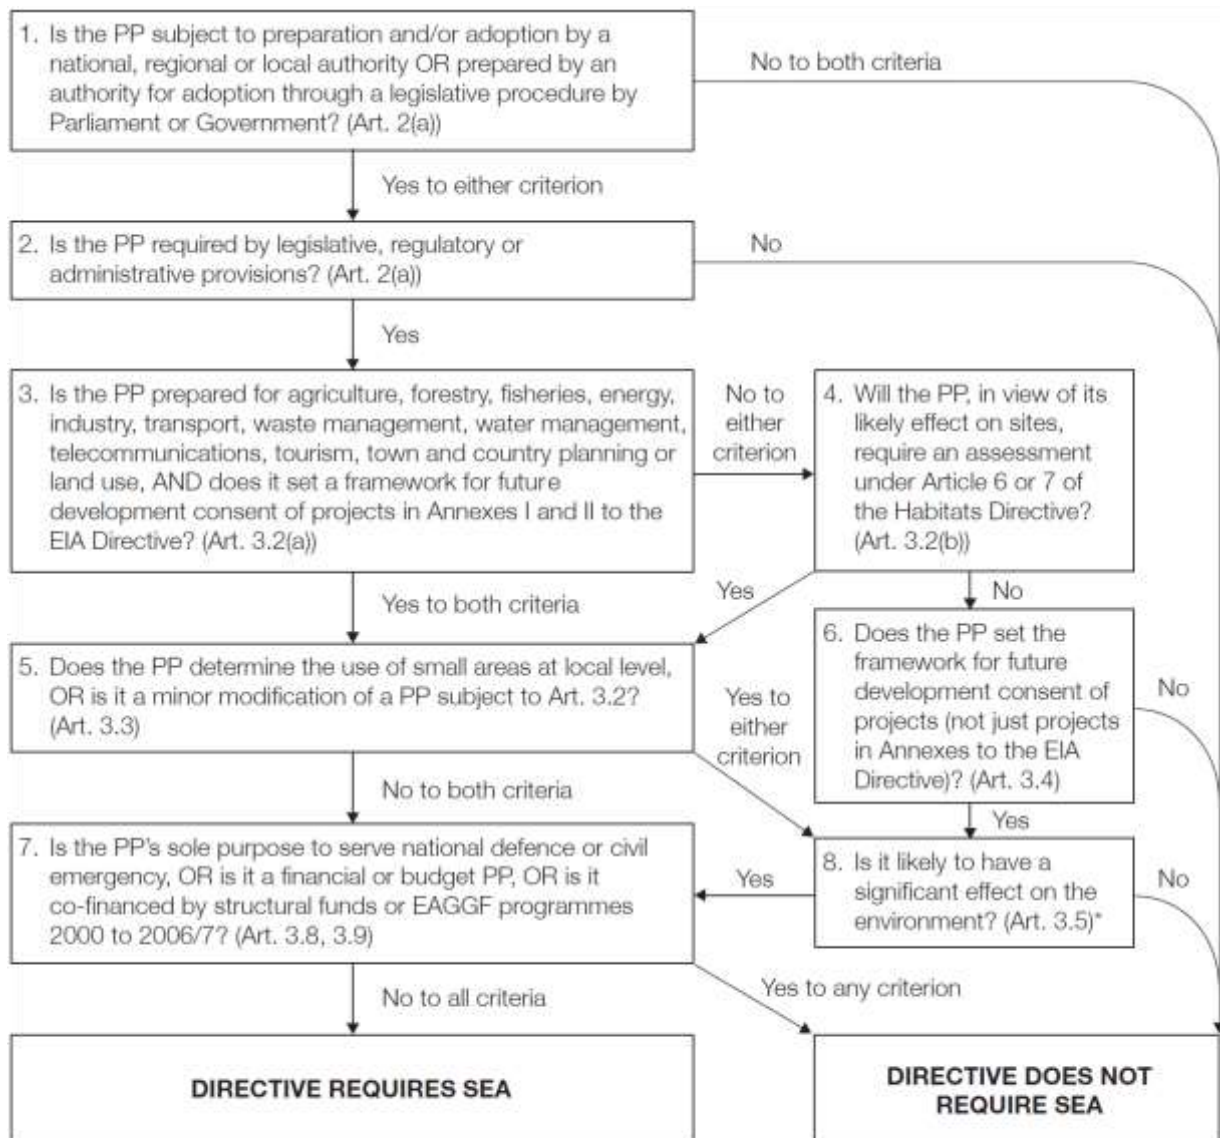 1. Is the PP subject to preparation and/or adoption by a
national, regional or local authority OR prepared by an
authority for adoption through a legislative procedure by
Parliament or Government? (Art. 2(a))
No to both criteria
Yes to either criterion
2. Is the PP required by legislative, regulatory or
administrative provisions? (Art. 2(a))
No
Yes
3. Is the PP prepared for agriculture, forestry, fisheries, energy,
industry, transport, waste management, water management,
telecommunications, tourism, town and country planning or
land use, AND does it set a framework for future
development consent of projects in Annexes I and II to the
EIA Directive? (Art. 3.2(a))
No to
either
criterion
4. Will the PP, in view of its
likely effect on sites,
require an assessment
under Article 6 or 7 of
the Habitats Directive?
(Art. 3.2(b))
Yes to both criteria
Yes
No
5. Does the PP determine the use of small areas at local level,
OR is it a minor modification of a PP subject to Art. 3.2?
(Art. 3.3)
Yes to
either
criterion
6. Does the PP set the
framework for future
development consent of
projects (not just projects
in Annexes to the EIA
Directive)? (Art. 3.4)
No
No to both criteria
Yes
7. Is the PP's sole purpose to serve national defence or civil
emergency, OR is it a financial or budget PP, OR is it
co-financed by structural funds or EAGGF programmes
2000 to 2006/7? (Art. 3.8, 3.9)
Yes
8. Is it likely to have a
significant effect on the
environment? (Art. 3.5)*
No
No to all criteria
Yes to any criterion
DIRECTIVE REQUIRES SEA
DIRECTIVE DOES NOT
REQUIRE SEA